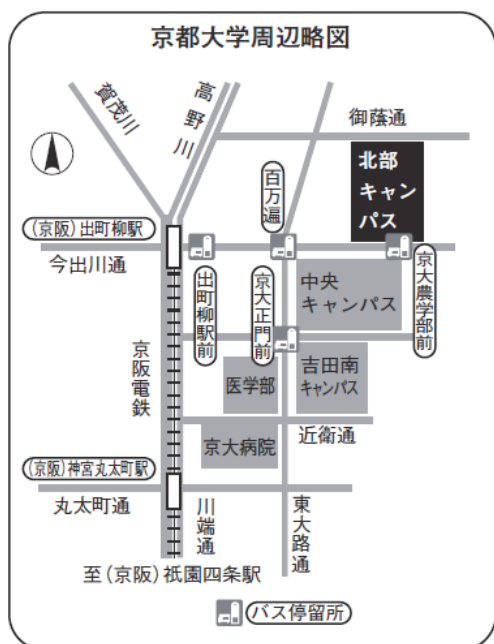 京都大学周辺略図
賀茂川
高野川
御蔭通
北部
キャン
パス
百万遍
(京阪)出町柳駅
今出川通
出町柳駅前
京大正門前
中央
キャンパス
京大農学部前
京阪電鉄
医学部
吉田南
キャンパス
京大病院
近衛通
(京阪)神宮丸太町駅
丸太町通
川端通
東大路通
至(京阪)祇園四条駅
バス停留所